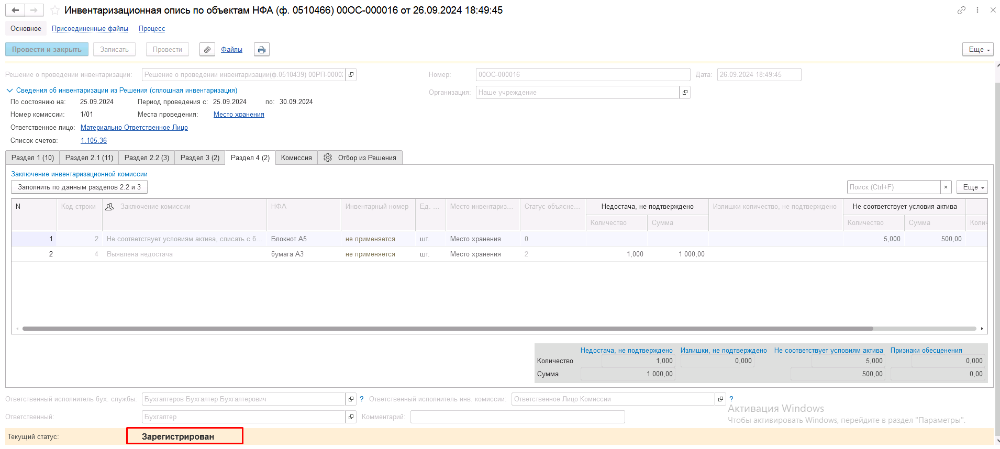 Инвентаризационная опись по объектам НФА (ф. 0510466) 00ОС-000016 от 26.09.2024 18:49:45
Основное Присоединенные файлы Процесс
Провести и закрыть Записать Провести Файлы Еще
Решение о проведении инвентаризации: Решение о проведении инвентаризации(ф.0510439) 00РП-0000 Номер: 00ОС-000016 Дата: 26.09.2024 18:49:45
Сведения об инвентаризации из Решения (сплошная инвентаризация) Организация: Наше учреждение
По состоянию на: 25.09.2024 Период проведения с: 25.09.2024 по: 30.09.2024
Номер комиссии: 1/01 Места проведения: Место хранения
Ответственное лицо: Материально Ответственное Лицо
Список счетов: 1.105.36
Раздел 1 (10) Раздел 2.1 (11) Раздел 2.2 (3) Раздел 3 (2) Раздел 4 (2) Комиссия Отбор из Решения
Заключение инвентаризационной комиссии
Заполнить по данным разделов 2.2 и 3 Поиск (Ctrl+F) × Еще
N Код строки Заключение комиссии НФА Инвентарный номер Ед. ... Место инвентариз... Статус объясне... Недостача, не подтверждено Излишки количество, не подтверждено Не соответствует условия актива
Количество Сумма Количество Сумма Колич
1 2 Не соответствует условиям актива, списать с б... Блокнот А5 не применяется шт. Место хранения 0 5,000 500,00
2 4 Выявлена недостача бумага А3 не применяется шт. Место хранения 2 1,000 1 000,00
Недостача, не подтверждено Излишки, не подтверждено Не соответствует условиям актива Признаки обесценения
Количество 1,000 0,000 5,000 0,000
Сумма 1 000,00 500,00 0,00
Ответственный исполнитель бух. службы: Бухгалтеров Бухгалтер Бухгалтерович ? Ответственный исполнитель инв. комиссии: Ответственное Лицо Комиссии ?
Активация Windows
Ответственный: Бухгалтер Комментарий:
Чтобы активировать Windows, перейдите в раздел "Параметры".
Текущий статус: Зарегистрирован